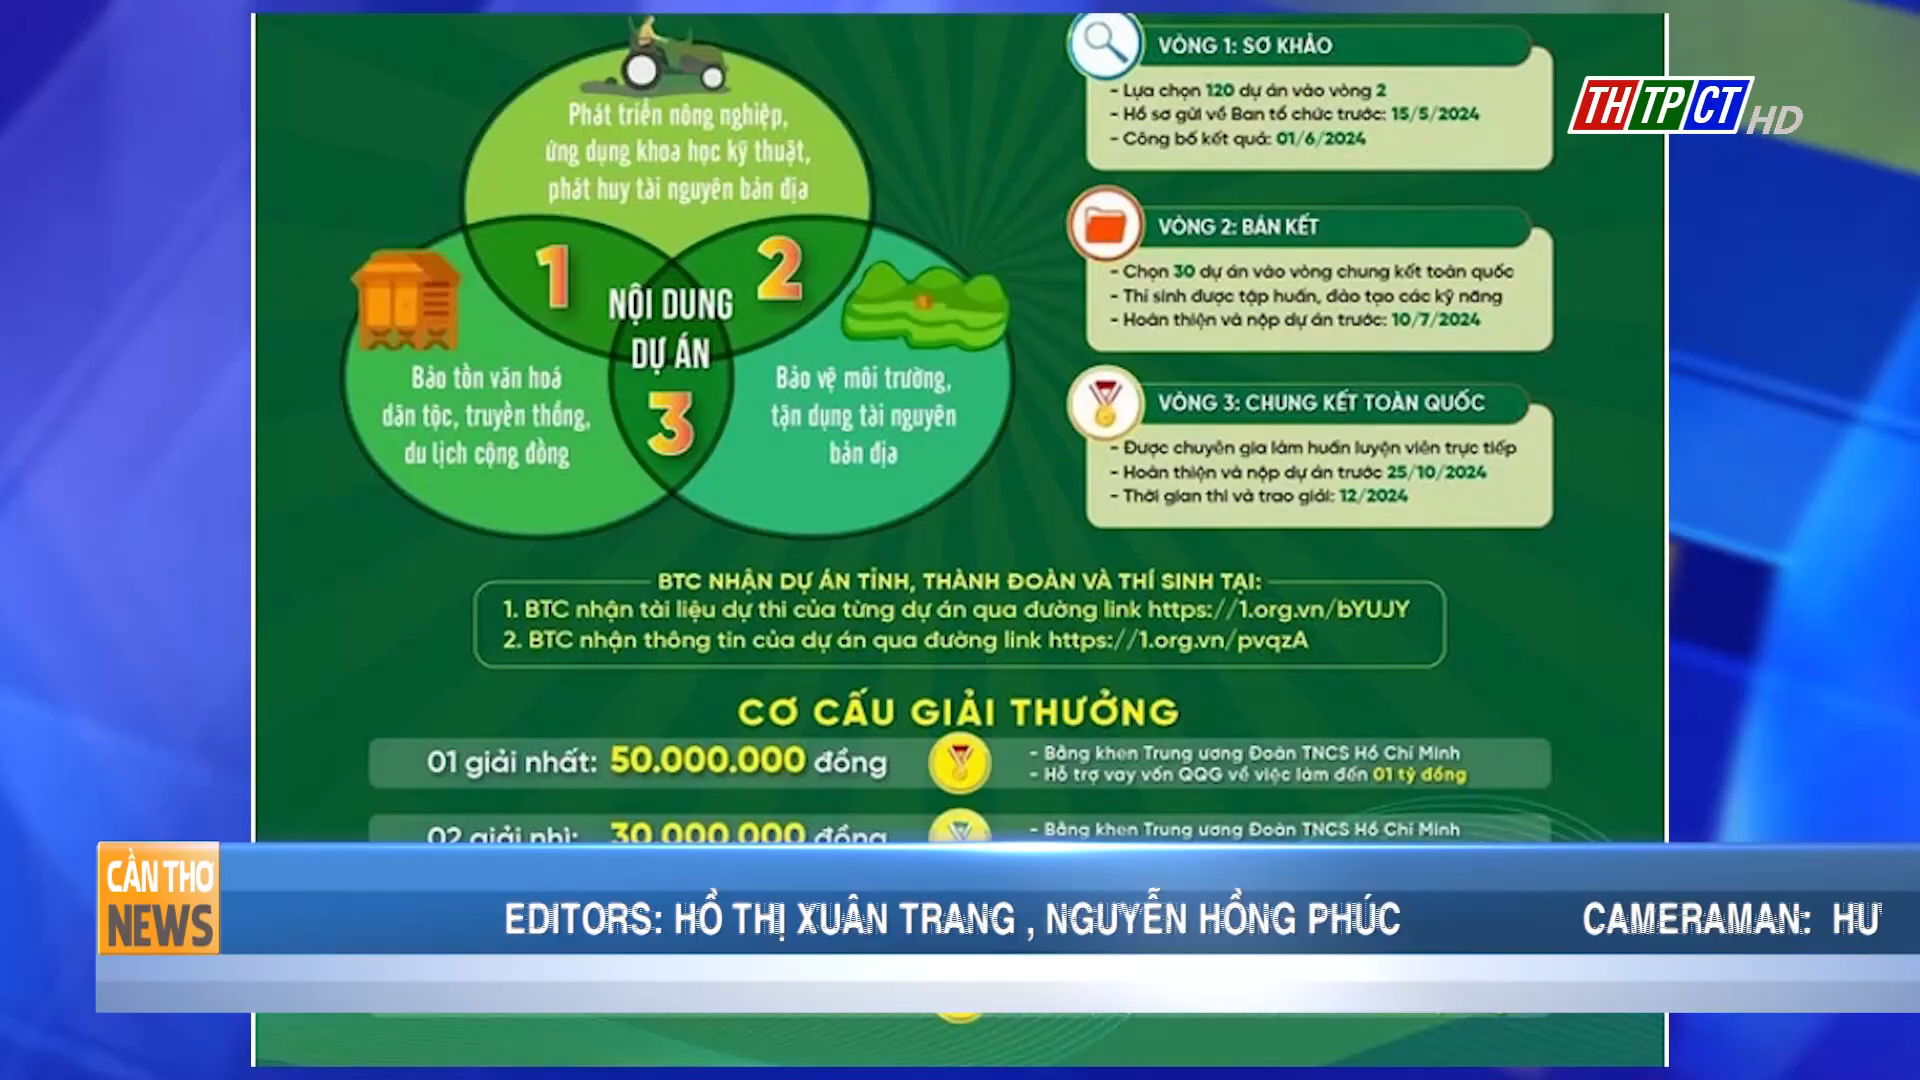 Phát triển nông nghiệp,
ứng dụng khoa học kỹ thuật,
phát huy tài nguyên bản địa
1
2
NỘI DUNG
DỰ ÁN
3
Bảo tồn văn hoá
dân tộc, truyền thống,
du lịch cộng đồng
Bảo vệ môi trường,
tận dụng tài nguyên
bản địa
VÒNG 1: SƠ KHẢO
- Lựa chọn 120 dự án vào vòng 2
- Hồ sơ gửi về Ban tổ chức trước: 15/5/2024
- Công bố kết quả: 01/6/2024
THTPCT HD
VÒNG 2: BÁN KẾT
- Chọn 30 dự án vào vòng chung kết toàn quốc
- Thí sinh được tập huấn, đào tạo các kỹ năng
- Hoàn thiện và nộp dự án trước: 10/7/2024
VÒNG 3: CHUNG KẾT TOÀN QUỐC
- Được chuyên gia làm huấn luyện viên trực tiếp
- Hoàn thiện và nộp dự án trước 25/10/2024
- Thời gian thi và trao giải: 12/2024
BTC NHẬN DỰ ÁN TỈNH, THÀNH ĐOÀN VÀ THÍ SINH TẠI:
1. BTC nhận tài liệu dự thi của từng dự án qua đường link https://1.org.vn/bYUJY
2. BTC nhận thông tin của dự án qua đường link https://1.org.vn/pvqzA
CƠ CẤU GIẢI THƯỞNG
01 giải nhất: 50.000.000 đồng
- Bằng khen Trung ương Đoàn TNCS Hồ Chí Minh
- Hỗ trợ vay vốn QQG về việc làm đến 01 tỷ đồng
02 giải nhì: 30.000.000 đồng
- Bằng khen Trung ương Đoàn TNCS Hồ Chí Minh
CẦN THƠ
NEWS
EDITORS: HỒ THỊ XUÂN TRANG , NGUYỄN HỒNG PHÚC
CAMERAMAN: HU